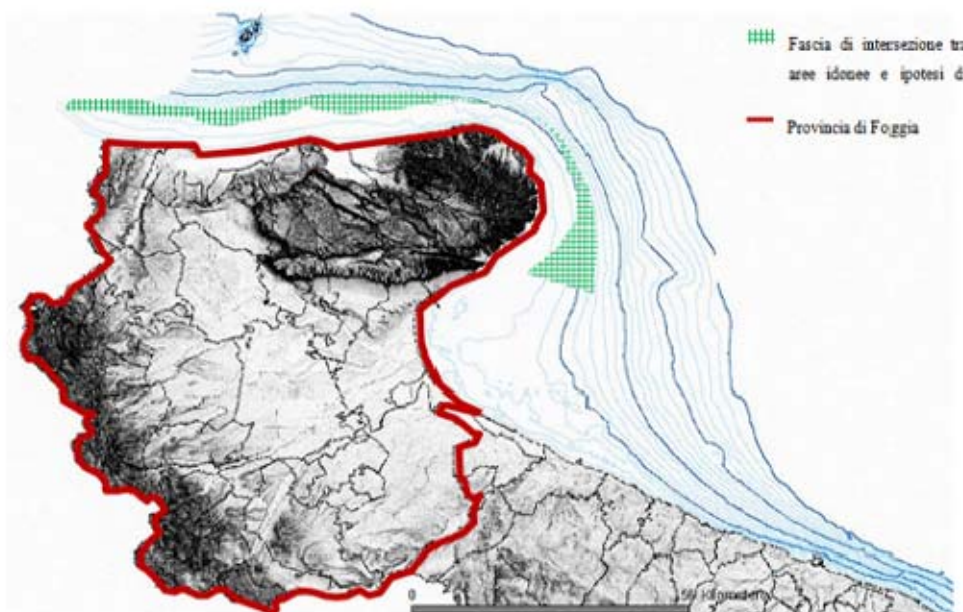 Fascia di intersezione tra
aree idonee e ipotesi d
Provincia di Foggia
0
50 Kilometers